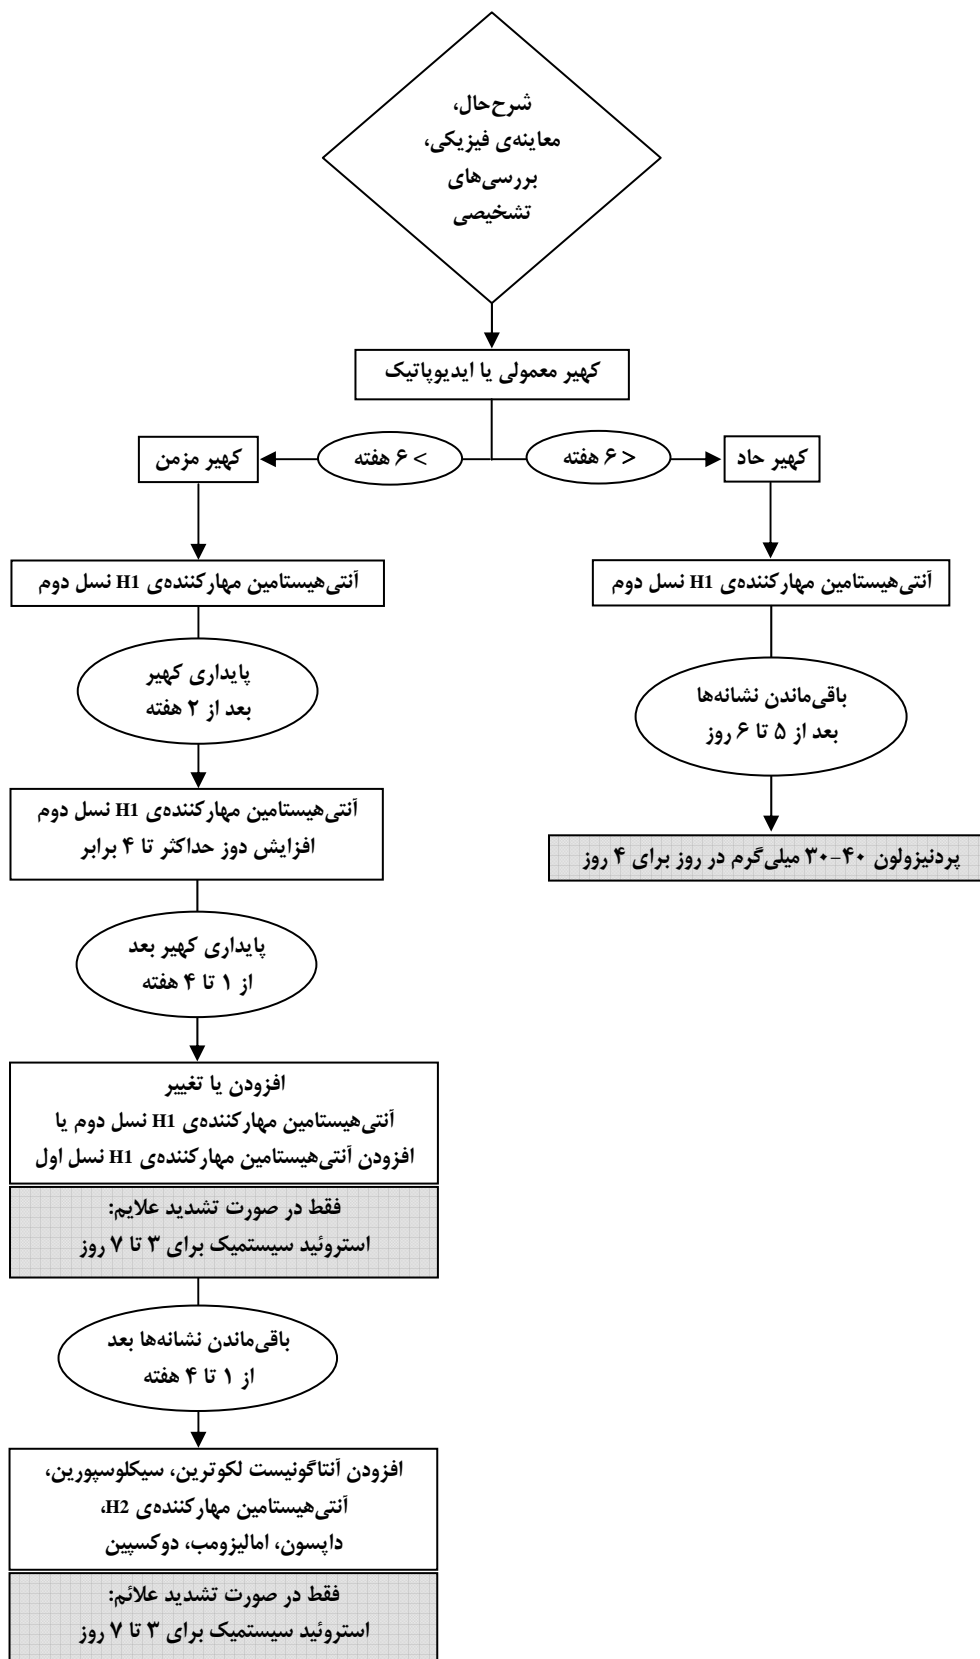 شرح‌حال،
معاینه‌ی فیزیکی،
بررسی‌های
تشخیصی
کهیر معمولی یا ایدیوپاتیک
کهیر حاد
< ۶ هفته
> ۶ هفته
کهیر مزمن
آنتی‌هیستامین مهارکننده‌ی H1 نسل دوم
باقی‌ماندن نشانه‌ها
بعد از ۵ تا ۶ روز
پردنیزولون ۴۰-۳۰ میلی‌گرم در روز برای ۴ روز
آنتی‌هیستامین مهارکننده‌ی H1 نسل دوم
پایداری کهیر
بعد از ۲ هفته
آنتی‌هیستامین مهارکننده‌ی H1 نسل دوم
افزایش دوز حداکثر تا ۴ برابر
پایداری کهیر بعد
از ۱ تا ۴ هفته
افزودن یا تغییر
آنتی‌هیستامین مهارکننده‌ی H1 نسل دوم یا
افزودن آنتی‌هیستامین مهارکننده‌ی H1 نسل اول
فقط در صورت تشدید علایم:
استروئید سیستمیک برای ۳ تا ۷ روز
باقی‌ماندن نشانه‌ها بعد
از ۱ تا ۴ هفته
افزودن آنتاگونیست لکوترین، سیکلوسپورین،
آنتی‌هیستامین مهارکننده‌ی H2،
داپسون، امالیزومب، دوکسپین
فقط در صورت تشدید علائم:
استروئید سیستمیک برای ۳ تا ۷ روز